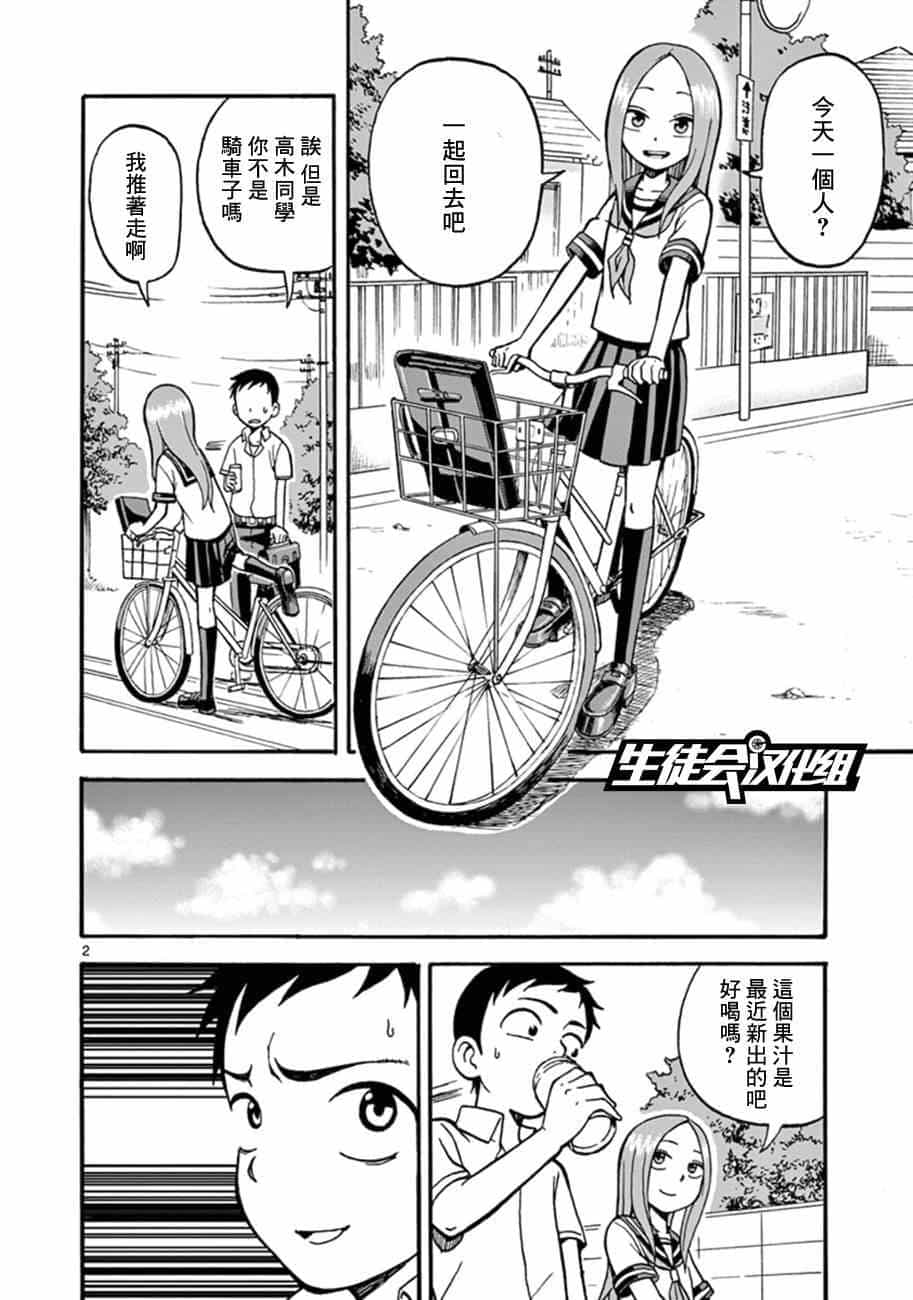 今天一個人?
一起回去吧
誒 但是
高木同學
你不是
騎車子嗎
我推著走啊
生徒会汉化组
2
這個果汁是
最近新出的吧
好喝嗎?